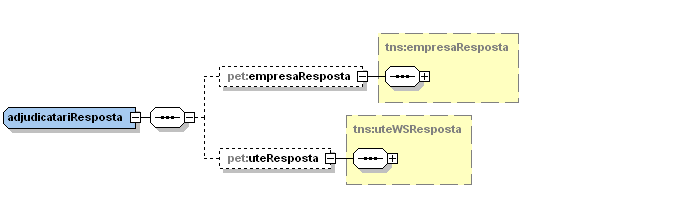 tns:empresaResposta
pet:empresaResposta
adjudicatariResposta
tns:uteWSResposta
pet:uteResposta